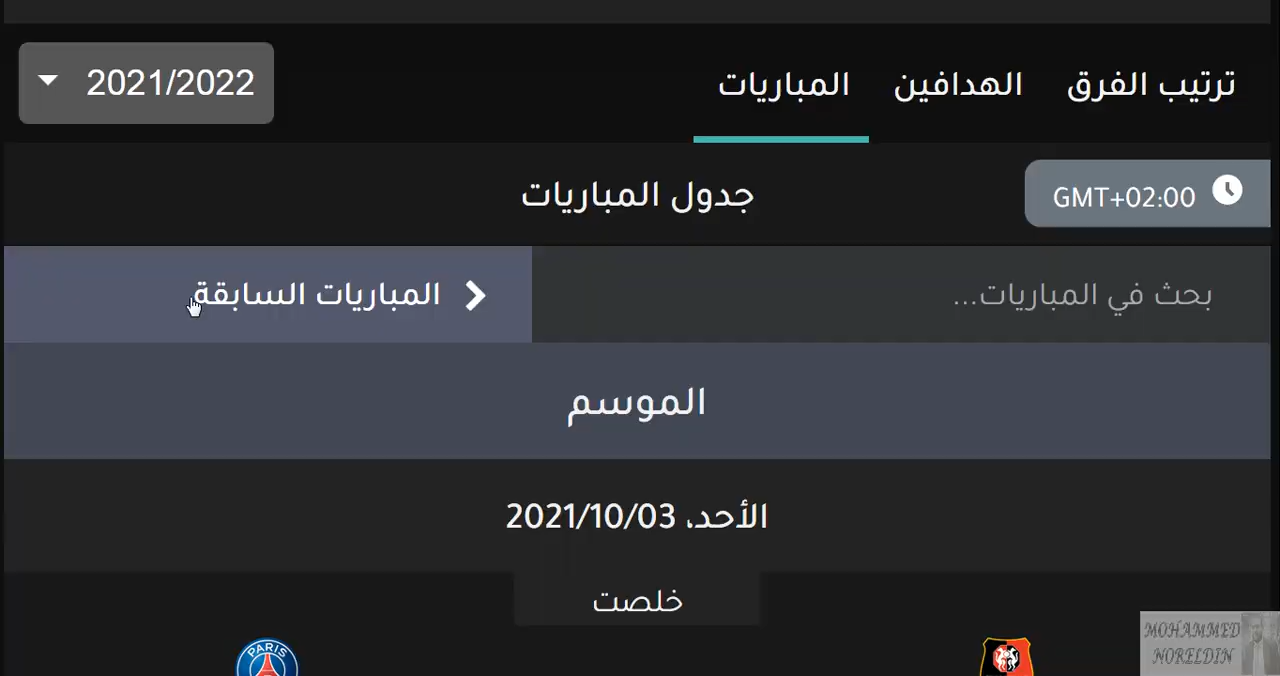 ترتيب الفرق الهدافين المباريات 2021/2022
GMT+02:00 جدول المباريات
بحث في المباريات... المباريات السابقة
الموسم
الأحد، 2021/10/03
خلصت
PARIS
MOHAMMED
NORELDIN